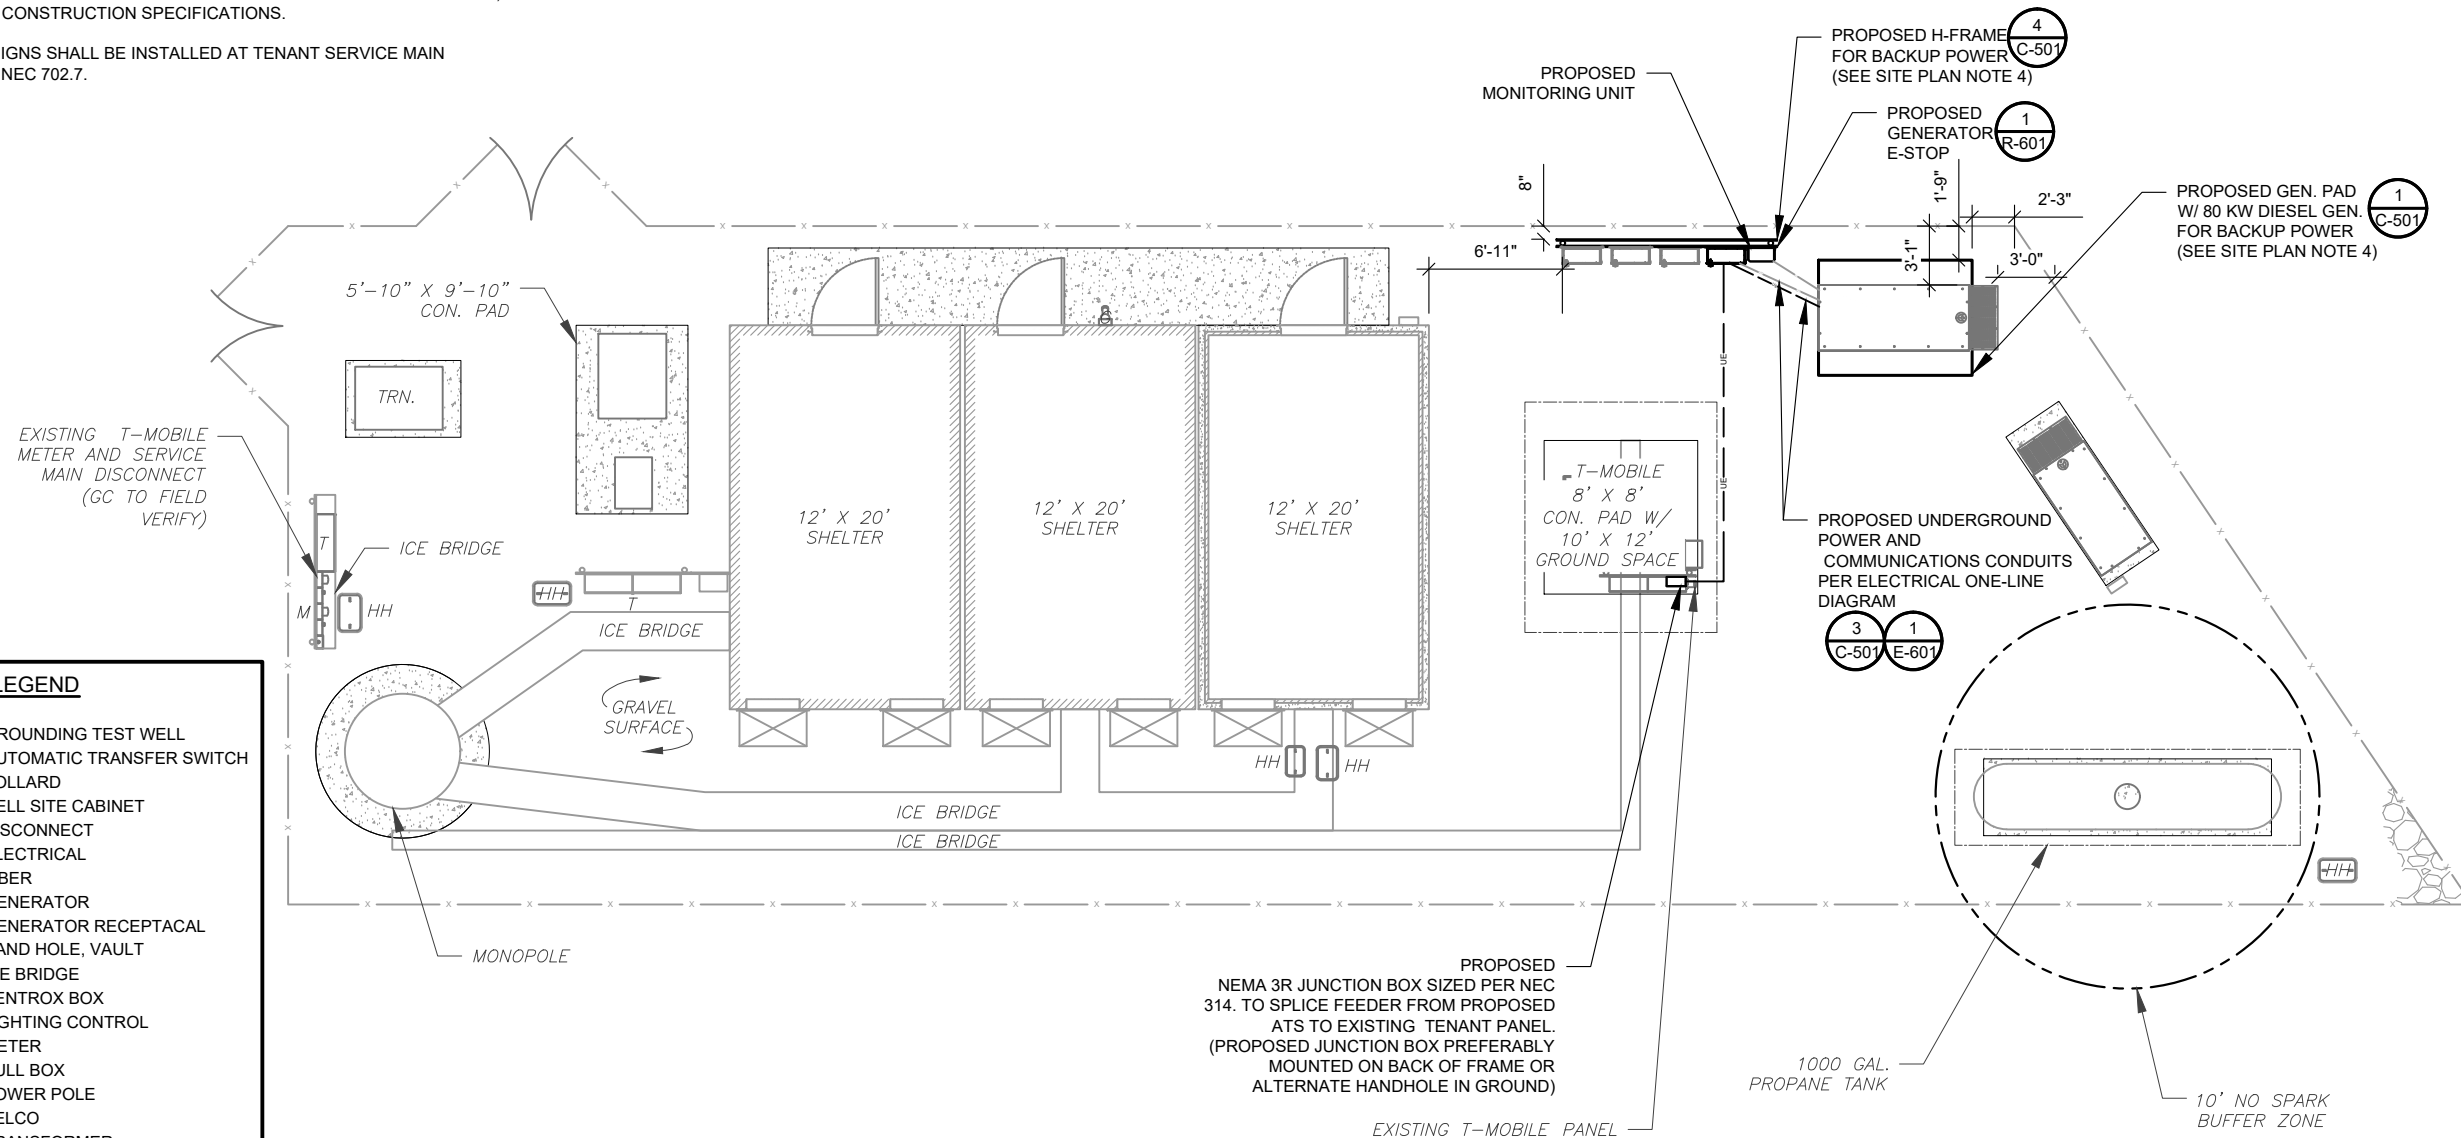 CONSTRUCTION SPECIFICATIONS.
IGNS SHALL BE INSTALLED AT TENANT SERVICE MAIN
NEC 702.7.
PROPOSED
MONITORING UNIT
PROPOSED H-FRAME
FOR BACKUP POWER
(SEE SITE PLAN NOTE 4)
4
C-501
PROPOSED
GENERATOR
E-STOP
1
R-601
PROPOSED GEN. PAD
W/ 80 KW DIESEL GEN.
FOR BACKUP POWER
(SEE SITE PLAN NOTE 4)
1
C-501
8"
6'-11"
1'-9"
3'-1"
2'-3"
3'-0"
5'-10" X 9'-10"
CON. PAD
TRN.
EXISTING T-MOBILE
METER AND SERVICE
MAIN DISCONNECT
(GC TO FIELD
VERIFY)
T
M
HH
ICE BRIDGE
HH
T
ICE BRIDGE
12' X 20'
SHELTER
12' X 20'
SHELTER
12' X 20'
SHELTER
T-MOBILE
8' X 8'
CON. PAD W/
10' X 12'
GROUND SPACE
UE
UE
PROPOSED UNDERGROUND
POWER AND
COMMUNICATIONS CONDUITS
PER ELECTRICAL ONE-LINE
DIAGRAM
3
C-501
1
E-601
GRAVEL
SURFACE
HH
HH
ICE BRIDGE
ICE BRIDGE
MONOPOLE
HH
PROPOSED
NEMA 3R JUNCTION BOX SIZED PER NEC
314. TO SPLICE FEEDER FROM PROPOSED
ATS TO EXISTING TENANT PANEL.
(PROPOSED JUNCTION BOX PREFERABLY
MOUNTED ON BACK OF FRAME OR
ALTERNATE HANDHOLE IN GROUND)
EXISTING T-MOBILE PANEL
1000 GAL.
PROPANE TANK
10' NO SPARK
BUFFER ZONE
LEGEND
ROUNDING TEST WELL
UTOMATIC TRANSFER SWITCH
OLLARD
ELL SITE CABINET
ISCONNECT
LECTRICAL
BER
ENERATOR
ENERATOR RECEPTACAL
AND HOLE, VAULT
E BRIDGE
ENTROX BOX
GHTING CONTROL
ETER
ULL BOX
OWER POLE
ELCO
RANSFORMER